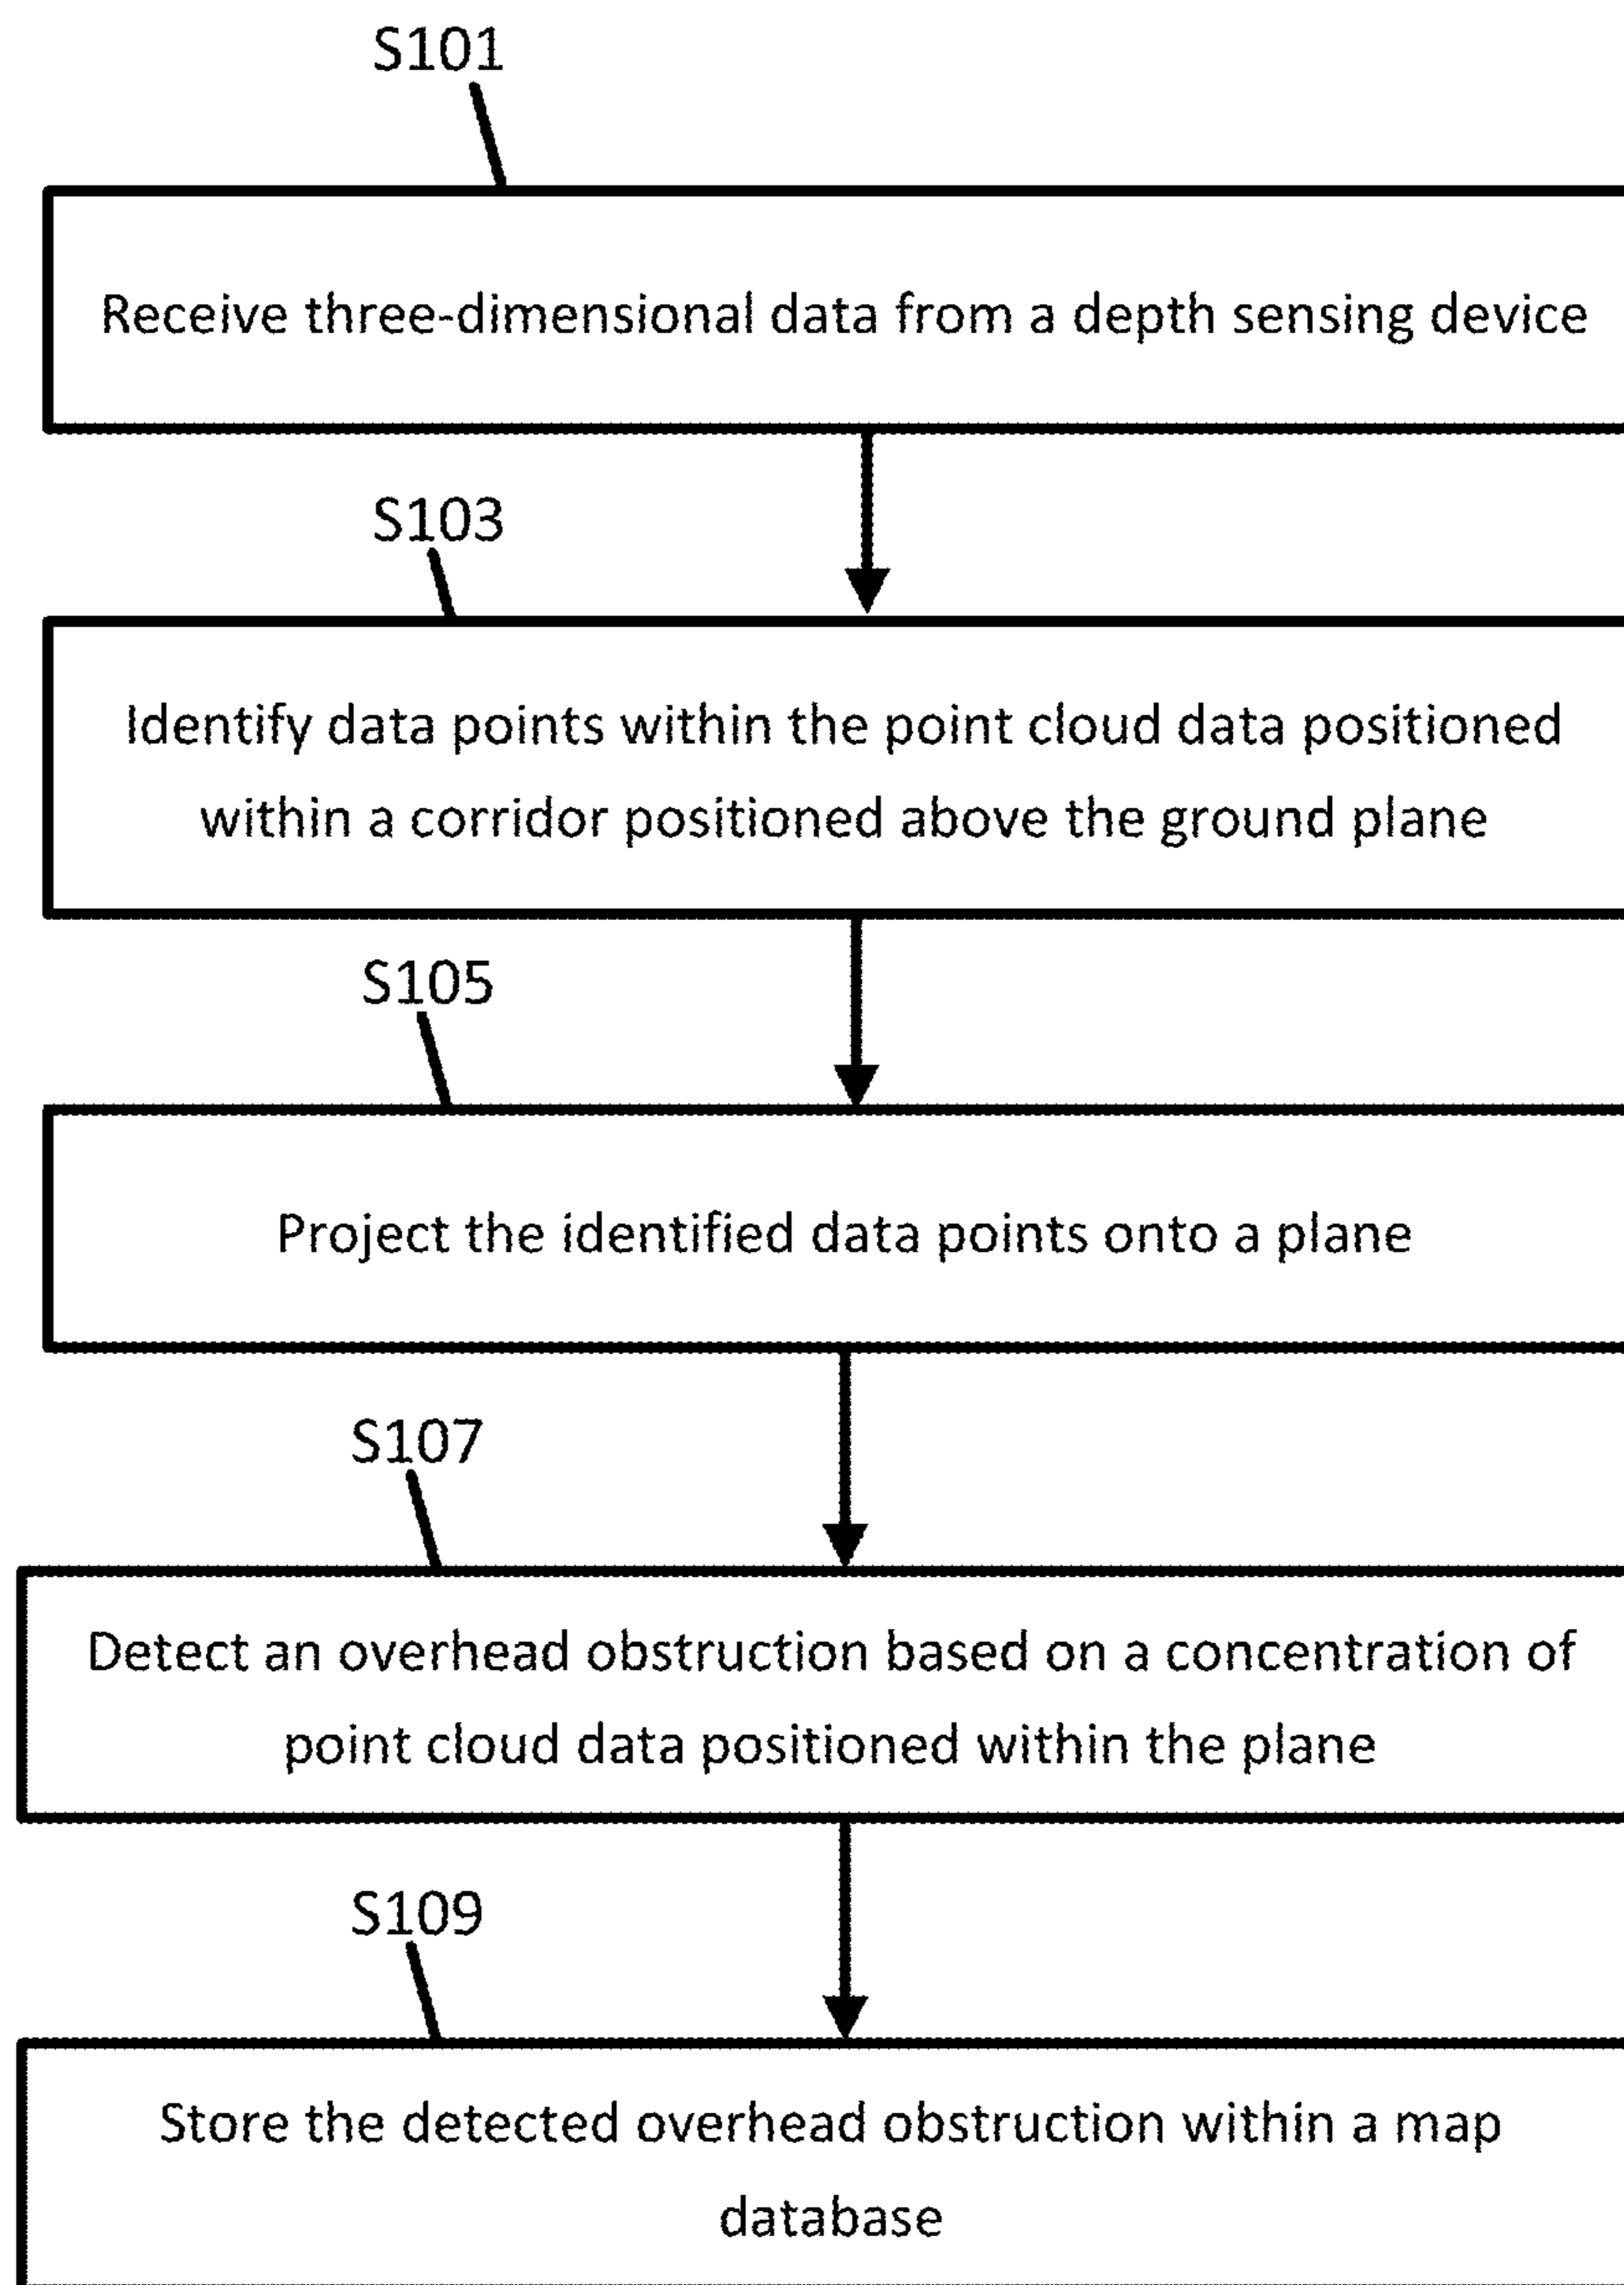 S101
Receive three-dimensional data from a depth sensing device
S103
Identify data points within the point cloud data positioned
within a corridor positioned above the ground plane
S105
Project the identified data points onto a plane
S107
Detect an overhead obstruction based on a concentration of
point cloud data positioned within the plane
S109
Store the detected overhead obstruction within a map
database